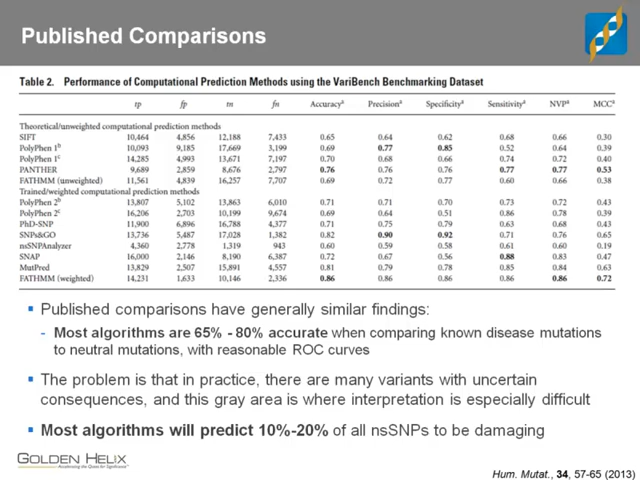 Published Comparisons
Table 2. Performance of Computational Prediction Methods using the VariBench Benchmarking Dataset
tp fp tn fn Accuracyᵃ Precisionᵃ Specificityᵃ Sensitivityᵃ NVPᵃ MCCᵃ
Theoretical/unweighted computational prediction methods
SIFT 10,464 4,856 12,188 7,433 0.65 0.64 0.62 0.68 0.66 0.30
PolyPhen 1ᵇ 10,093 9,185 17,669 3,199 0.69 0.77 0.85 0.52 0.64 0.39
PolyPhen 1ᶜ 14,285 4,993 13,671 7,197 0.70 0.68 0.66 0.74 0.72 0.40
PANTHER 9,689 2,859 8,676 2,797 0.76 0.76 0.76 0.77 0.77 0.53
FATHMM (unweighted) 11,561 4,839 16,257 7,707 0.69 0.72 0.77 0.60 0.66 0.38
Trained/weighted computational prediction methods
PolyPhen 2ᵇ 13,807 5,102 13,863 6,010 0.71 0.71 0.70 0.73 0.72 0.43
PolyPhen 2ᶜ 16,206 2,703 10,199 9,674 0.69 0.64 0.51 0.86 0.78 0.39
PhD-SNP 11,900 6,896 16,788 4,377 0.71 0.75 0.79 0.63 0.68 0.43
SNPs&GO 13,736 5,487 17,028 1,382 0.82 0.90 0.92 0.71 0.76 0.65
nsSNPAnalyzer 4,360 2,778 1,319 943 0.60 0.59 0.58 0.61 0.60 0.19
SNAP 16,000 2,146 8,190 6,387 0.72 0.67 0.56 0.88 0.83 0.47
MutPred 13,829 2,507 15,891 4,557 0.81 0.79 0.78 0.85 0.84 0.63
FATHMM (weighted) 14,231 1,633 10,146 2,336 0.86 0.86 0.86 0.86 0.86 0.72
▪ Published comparisons have generally similar findings:
- Most algorithms are 65% - 80% accurate when comparing known disease mutations
to neutral mutations, with reasonable ROC curves
▪ The problem is that in practice, there are many variants with uncertain
consequences, and this gray area is where interpretation is especially difficult
▪ Most algorithms will predict 10%-20% of all nsSNPs to be damaging
GOLDEN HELIX
Accelerating the Quest for Significance™
Hum. Mutat., 34, 57-65 (2013)